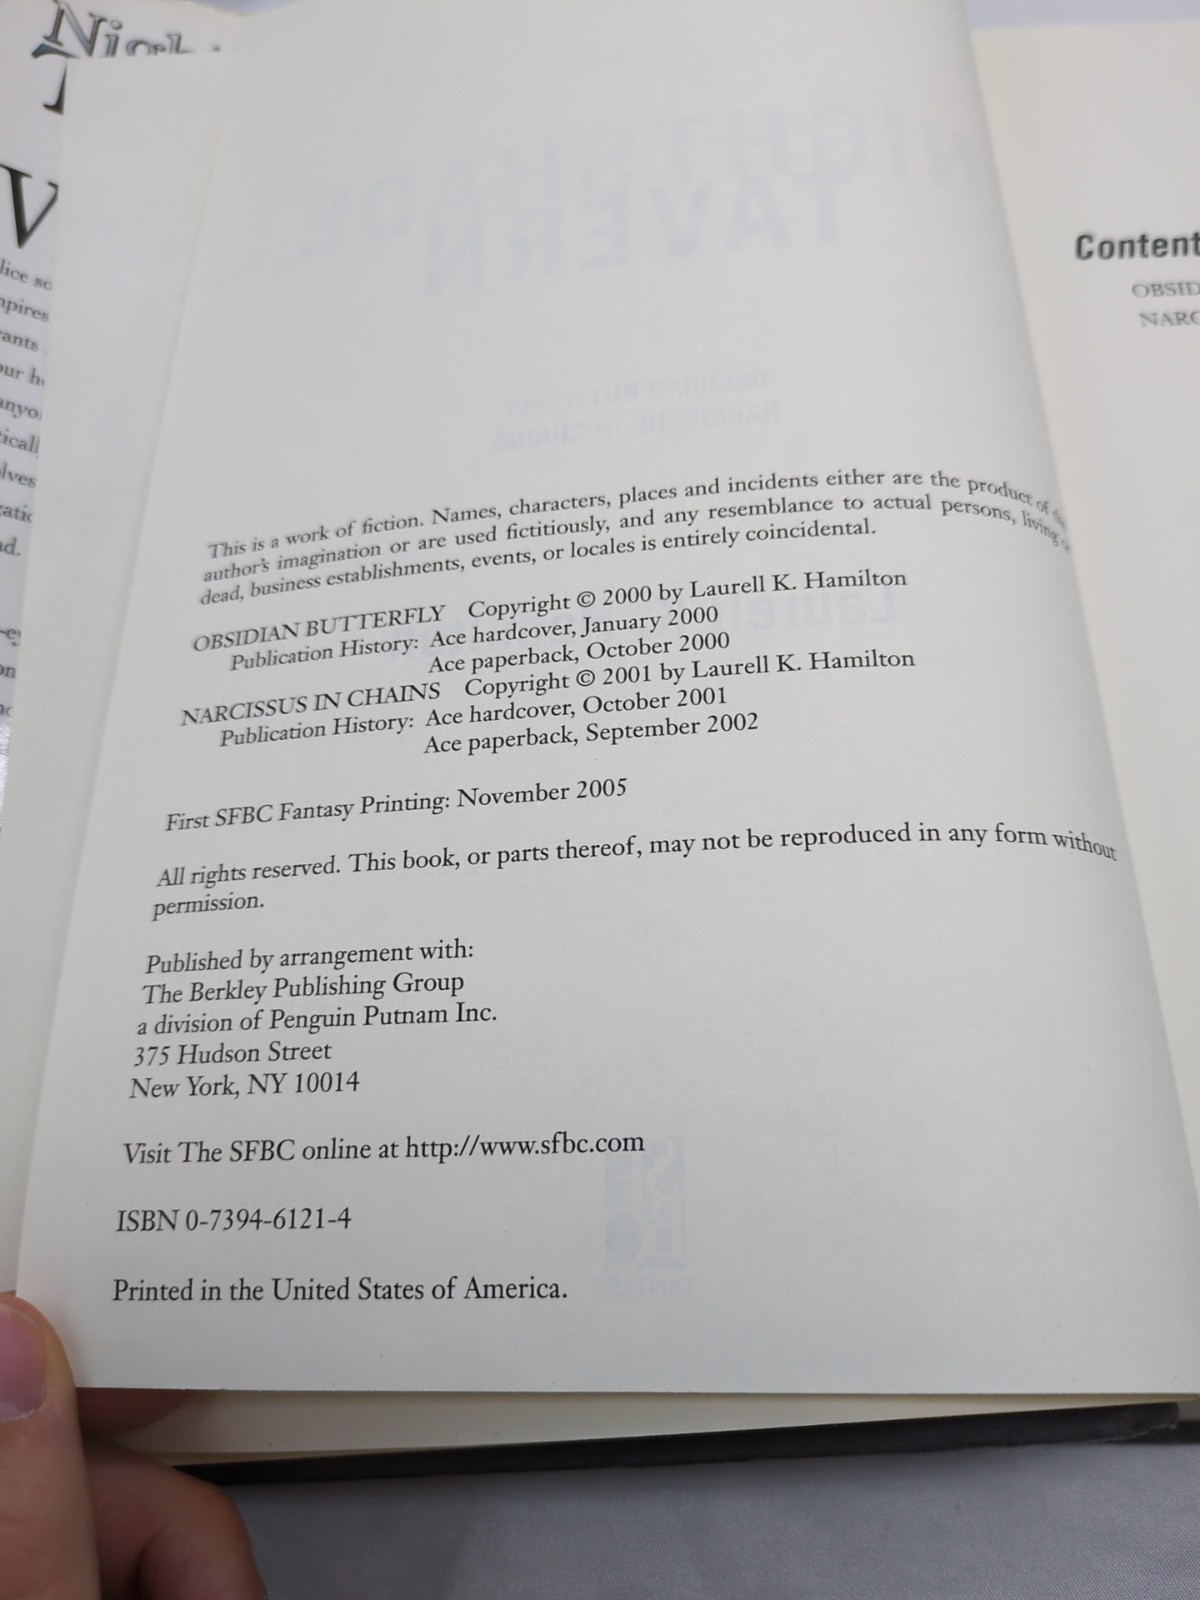 This is a work of fiction. Names, characters, places and incidents either are the product of the
author's imagination or are used fictitiously, and any resemblance to actual persons, living or
dead, business establishments, events, or locales is entirely coincidental.
OBSIDIAN BUTTERFLY Copyright © 2000 by Laurell K. Hamilton
Publication History: Ace hardcover, January 2000
Ace paperback, October 2000
NARCISSUS IN CHAINS Copyright © 2001 by Laurell K. Hamilton
Publication History: Ace hardcover, October 2001
Ace paperback, September 2002
First SFBC Fantasy Printing: November 2005
All rights reserved. This book, or parts thereof, may not be reproduced in any form without
permission.
Published by arrangement with:
The Berkley Publishing Group
a division of Penguin Putnam Inc.
375 Hudson Street
New York, NY 10014
Visit The SFBC online at http://www.sfbc.com
ISBN 0-7394-6121-4
Printed in the United States of America.
Content
OBSID
NARC